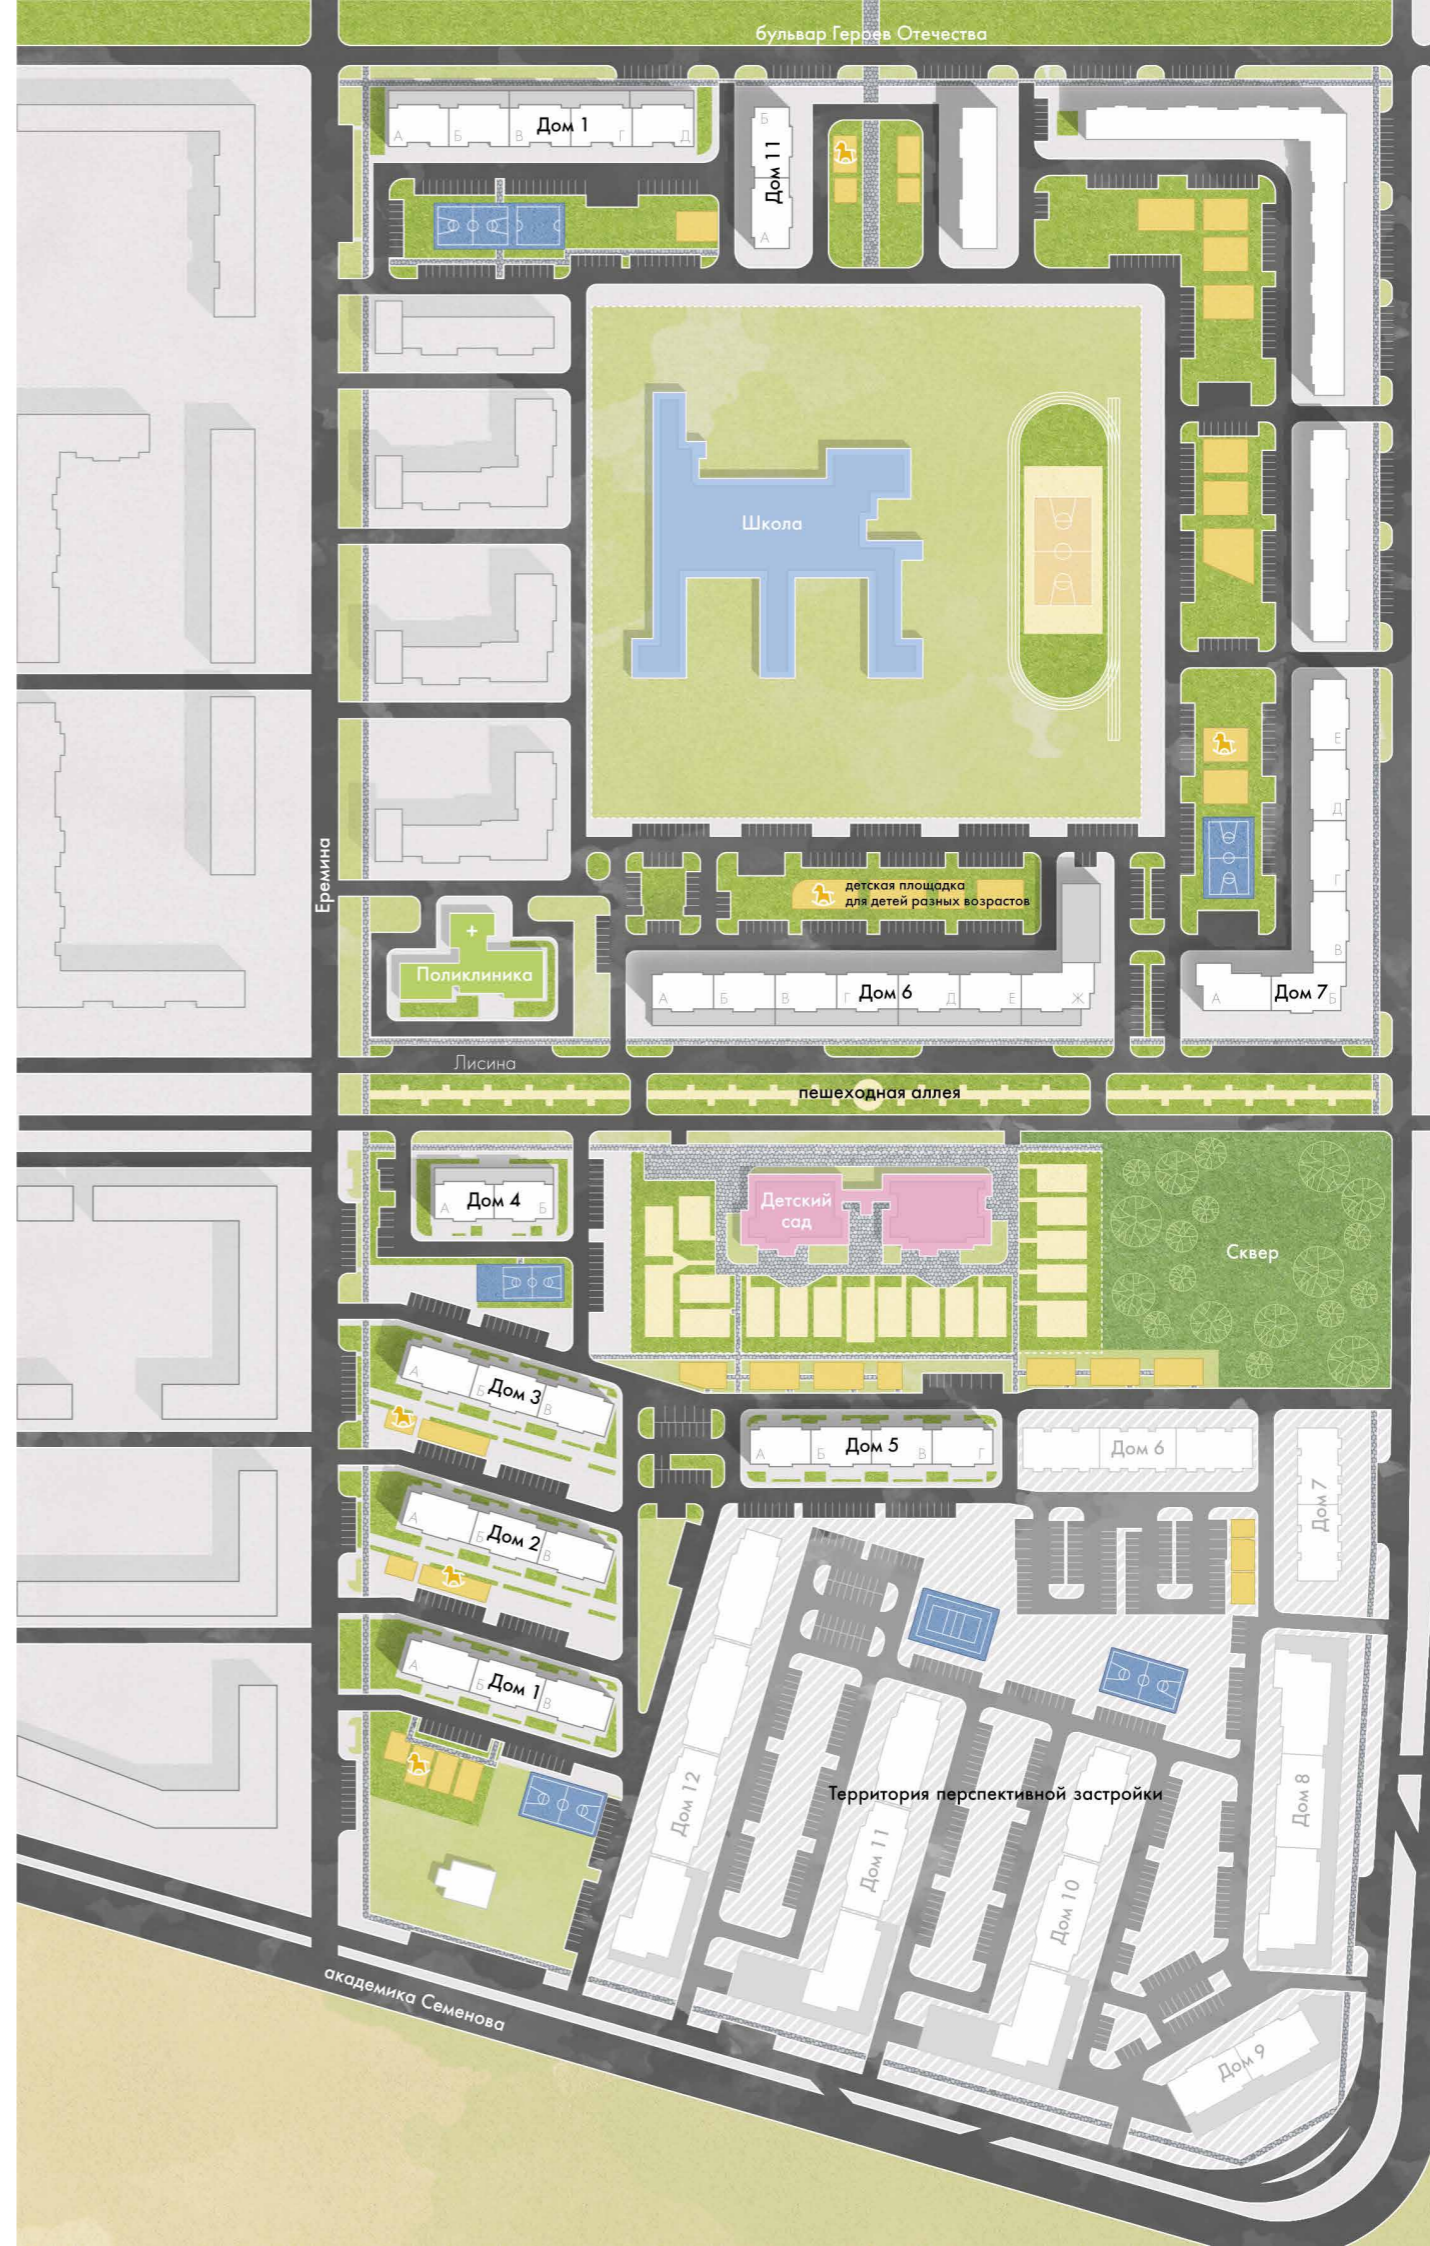 бульвар Героев Отечества
А
Б
В
Дом 1
Г
Д
Б
Дом 11
А
Школа
Е
Д
Г
В
Еремина
детская площадка
для детей разных возрастов
+
Поликлиника
А
Б
В
Г
Дом 6
Д
Е
Ж
А
Дом 7
Б
Лисина
пешеходная аллея
А
Дом 4
Б
Детский
сад
Сквер
А
Б
Дом 3
В
А
Б
Дом 5
В
Г
Дом 6
Дом 7
А
Б
Дом 2
В
А
Б
Дом 1
В
Дом 12
Территория перспективной застройки
Дом 8
Дом 11
Дом 10
академика Семенова
Дом 9